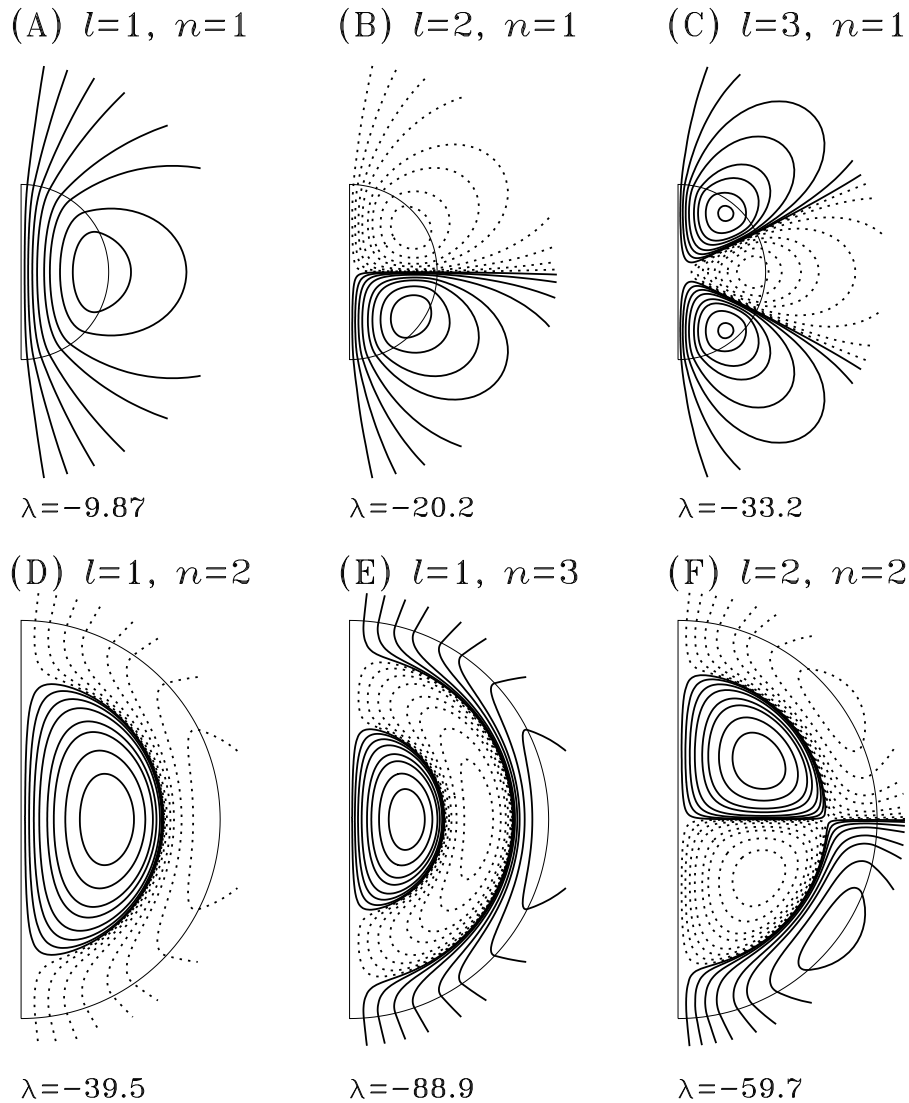 (A) l=1, n=1
(B) l=2, n=1
(C) l=3, n=1
λ=-9.87
λ=-20.2
λ=-33.2
(D) l=1, n=2
(E) l=1, n=3
(F) l=2, n=2
λ=-39.5
λ=-88.9
λ=-59.7